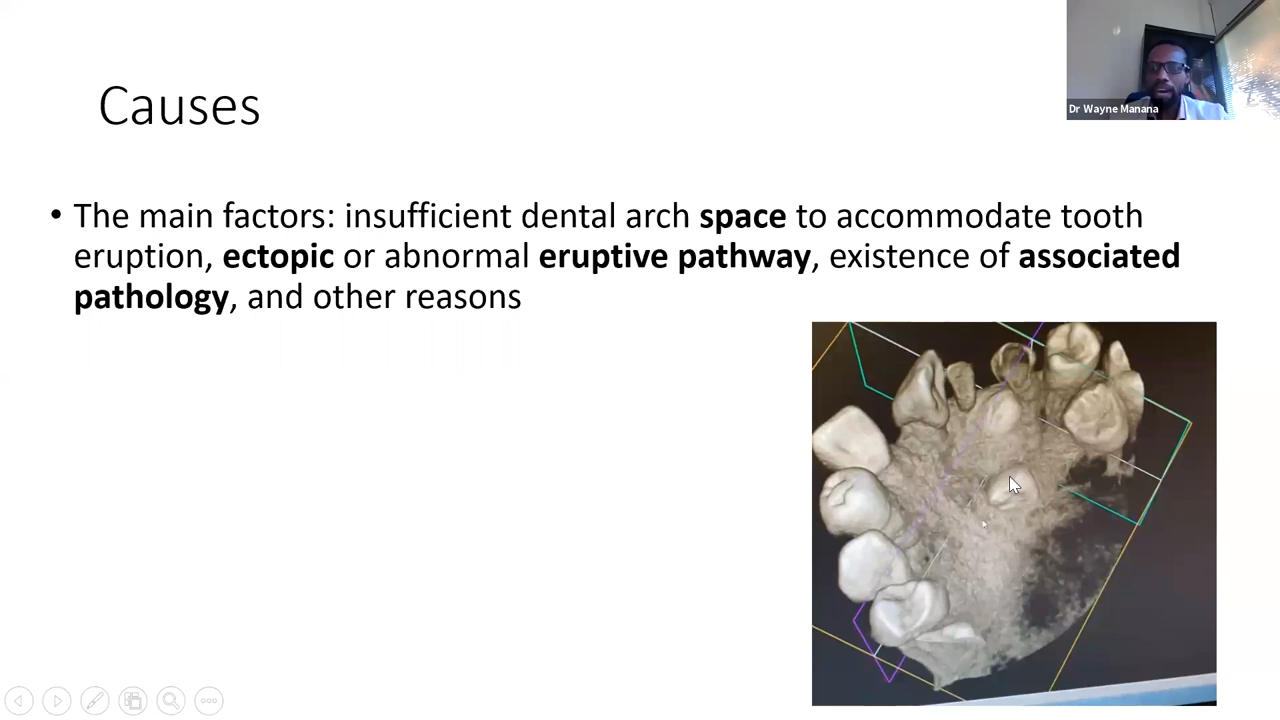 Dr Wayne Manana
Causes
• The main factors: insufficient dental arch space to accommodate tooth
eruption, ectopic or abnormal eruptive pathway, existence of associated
pathology, and other reasons